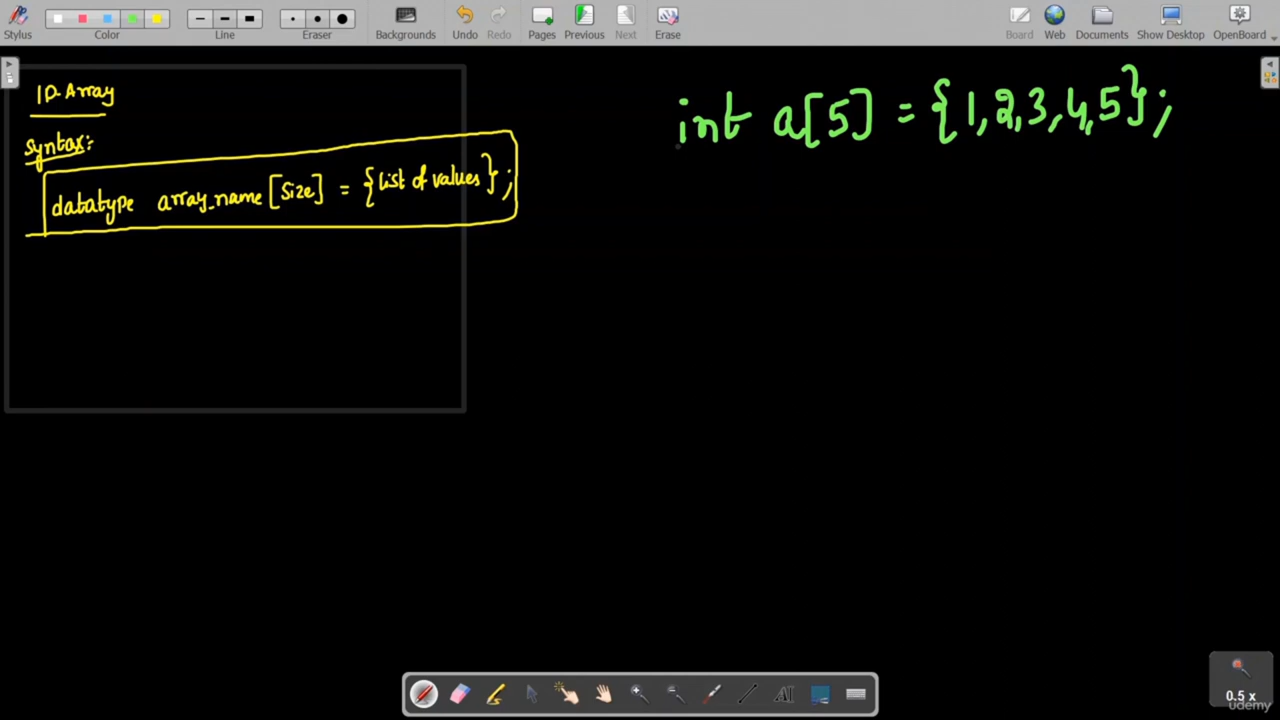 Stylus Color Line Eraser Backgrounds Undo Redo Pages Previous Next Erase Board Web Documents Show Desktop OpenBoard
1D Array
syntax:
datatype array_name [Size] = {List of values};
int a[5] = {1,2,3,4,5};
AI
0.5 x
udemy